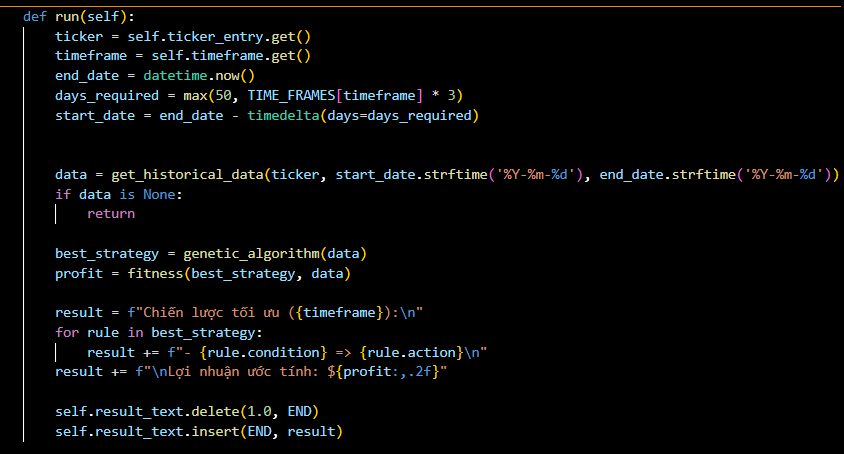 def run(self):
    ticker = self.ticker_entry.get()
    timeframe = self.timeframe.get()
    end_date = datetime.now()
    days_required = max(50, TIME_FRAMES[timeframe] * 3)
    start_date = end_date - timedelta(days=days_required)
    data = get_historical_data(ticker, start_date.strftime('%Y-%m-%d'), end_date.strftime('%Y-%m-%d'))
    if data is None:
        return
    best_strategy = genetic_algorithm(data)
    profit = fitness(best_strategy, data)
    result = f"Chiến lược tối ưu ({timeframe}):\n"
    for rule in best_strategy:
        result += f"- {rule.condition} => {rule.action}\n"
    result += f"\nLợi nhuận ước tính: ${profit:,.2f}"
    self.result_text.delete(1.0, END)
    self.result_text.insert(END, result)